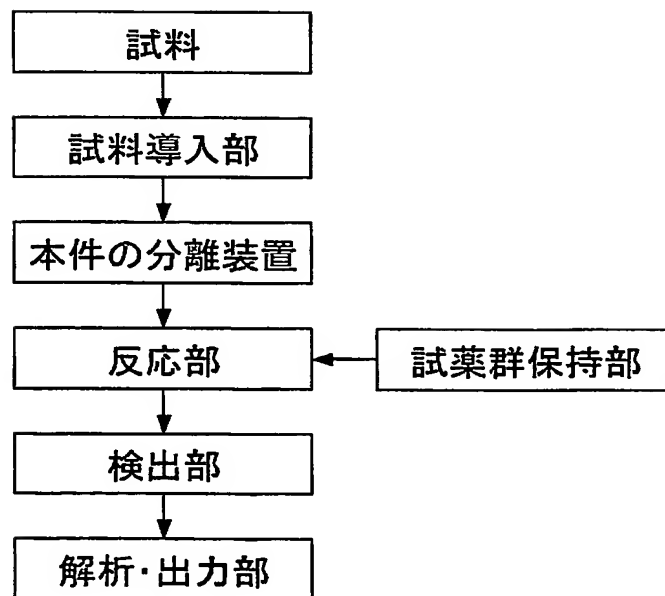 試料
試料導入部
本件の分離装置
反応部
試薬群保持部
検出部
解析・出力部